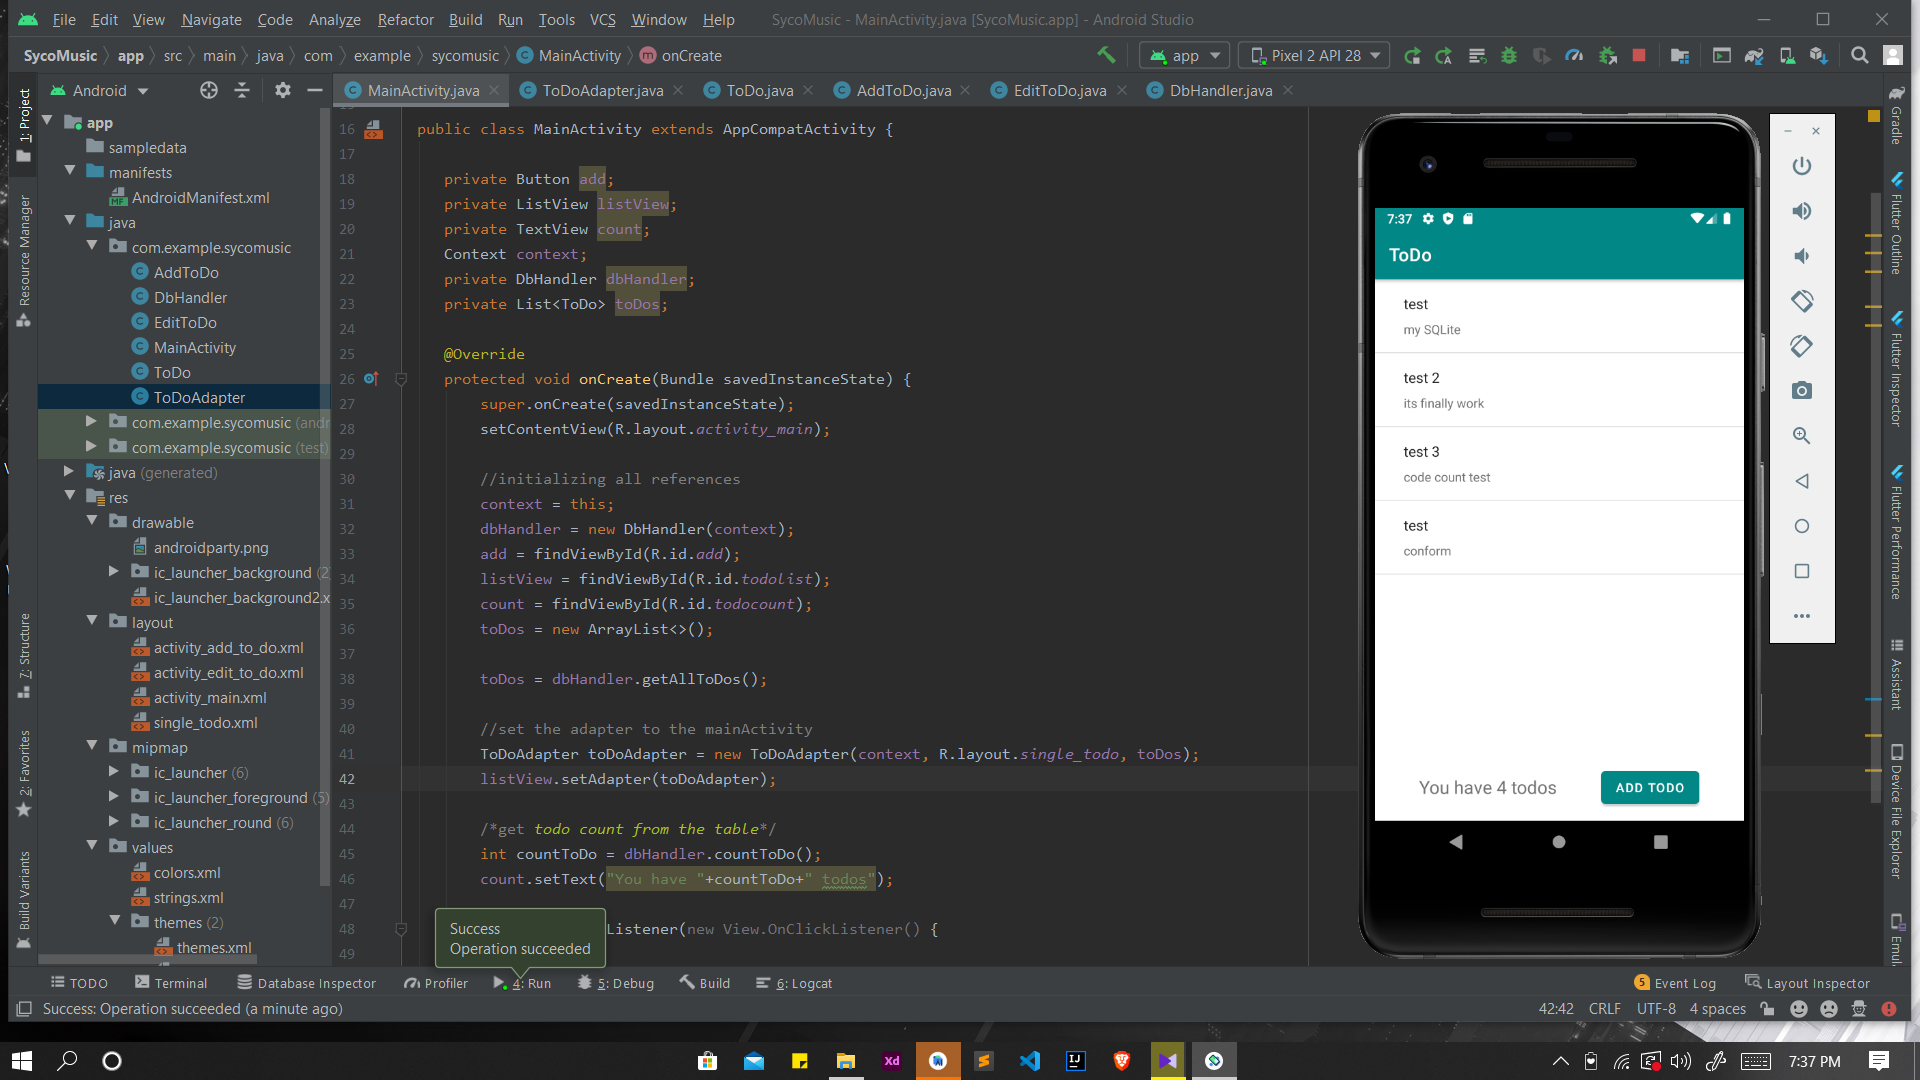 File Edit View Navigate Code Analyze Refactor Build Run Tools VCS Window Help SycoMusic - MainActivity.java [SycoMusic.app] - Android Studio
SycoMusic app src main java com example sycomusic C MainActivity m onCreate app Pixel 2 API 28
Android
C MainActivity.java C ToDoAdapter.java C ToDo.java C AddToDo.java C EditToDo.java C DbHandler.java
1: Project
Resource Manager
7: Structure
2: Favorites
Build Variants
app
sampledata
manifests
MF AndroidManifest.xml
java
com.example.sycomusic
C AddToDo
C DbHandler
C EditToDo
C MainActivity
C ToDo
C ToDoAdapter
com.example.sycomusic (andr
com.example.sycomusic (test)
java (generated)
res
drawable
androidparty.png
ic_launcher_background (2)
ic_launcher_background2.x
layout
activity_add_to_do.xml
activity_edit_to_do.xml
activity_main.xml
single_todo.xml
mipmap
ic_launcher (6)
ic_launcher_foreground (5)
ic_launcher_round (6)
values
colors.xml
strings.xml
themes (2)
themes.xml
16 public class MainActivity extends AppCompatActivity {
17
18 private Button add;
19 private ListView listView;
20 private TextView count;
21 Context context;
22 private DbHandler dbHandler;
23 private List<ToDo> toDos;
24
25 @Override
26 protected void onCreate(Bundle savedInstanceState) {
27 super.onCreate(savedInstanceState);
28 setContentView(R.layout.activity_main);
29
30 //initializing all references
31 context = this;
32 dbHandler = new DbHandler(context);
33 add = findViewById(R.id.add);
34 listView = findViewById(R.id.todolist);
35 count = findViewById(R.id.todocount);
36 toDos = new ArrayList<>();
37
38 toDos = dbHandler.getAllToDos();
39
40 //set the adapter to the mainActivity
41 ToDoAdapter toDoAdapter = new ToDoAdapter(context, R.layout.single_todo, toDos);
42 listView.setAdapter(toDoAdapter);
43
44 /*get todo count from the table*/
45 int countToDo = dbHandler.countToDo();
46 count.setText("You have "+countToDo+" todos");
47
48 Listener(new View.OnClickListener() {
49
Success
Operation succeeded
7:37
ToDo
test
my SQLite
test 2
its finally work
test 3
code count test
test
conform
You have 4 todos ADD TODO
Gradle
Flutter Outline
Flutter Inspector
Flutter Performance
Assistant
Device File Explorer
Emul
TODO Terminal Database Inspector Profiler 4: Run 5: Debug Build 6: Logcat 5 Event Log Layout Inspector
Success: Operation succeeded (a minute ago) 42:42 CRLF UTF-8 4 spaces
Xd IJ 7:37 PM